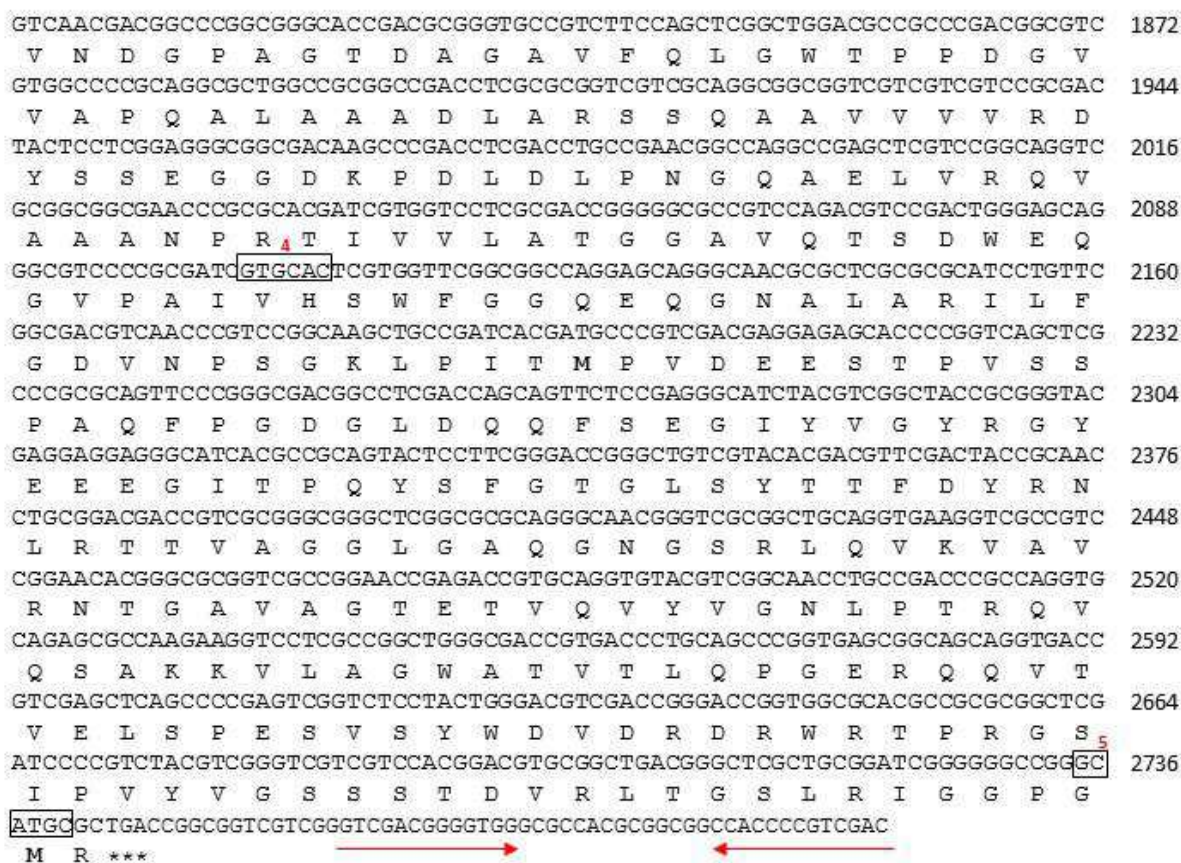 GTCAACGACGGCCCGGCGGGCACCGACGCGGGTGCCGTCTTCCAGCTCGGCTGGACGCCGCCCGACGGCGTC 1872
V N D G P A G T D A G A V F Q L G W T P P D G V
GTGGCCCCGCAGGCGCTGGCCGCGGCCGACCTCGCGCGGTCGTCGCAGGCGGCGGTCGTCGTCGTCCGCGAC 1944
V A P Q A L A A A D L A R S S Q A A V V V V R D
TACTCCTCGGAGGGCGGCGACAAGCCCGACCTCGACCTGCCGAACGGCCAGGCCGAGCTCGTCCGGCAGGTC 2016
Y S S E G G D K P D L D L P N G Q A E L V R Q V
GCGGCGGCGAACCCGCGCACGATCGTGGTCCTCGCGACCGGGGGCGCCGTCCAGACGTCCGACTGGGAGCAG 2088
A A A N P R T I V V L A T G G A V Q T S D W E Q
4
GGCGTCCCCGCGATCGTGCACTCGTGGTTCGGCGGCCAGGAGCAGGGCAACGCGCTCGCGCGCATCCTGTTC 2160
G V P A I V H S W F G G Q E Q G N A L A R I L F
GGCGACGTCAACCCGTCCGGCAAGCTGCCGATCACGATGCCCGTCGACGAGGAGAGCACCCCGGTCAGCTCG 2232
G D V N P S G K L P I T M P V D E E S T P V S S
CCCGCGCAGTTCCCGGGCGACGGCCTCGACCAGCAGTTCTCCGAGGGCATCTACGTCGGCTACCGCGGGTAC 2304
P A Q F P G D G L D Q Q F S E G I Y V G Y R G Y
GAGGAGGAGGGCATCACGCCGCAGTACTCCTTCGGGACCGGGCTGTCGTACACGACGTTCGACTACCGCAAC 2376
E E E G I T P Q Y S F G T G L S Y T T F D Y R N
CTGCGGACGACCGTCGCGGGCGGGCTCGGCGCGCAGGGCAACGGGTCGCGGCTGCAGGTGAAGGTCGCCGTC 2448
L R T T V A G G L G A Q G N G S R L Q V K V A V
CGGAACACGGGCGCGGTCGCCGGAACCGAGACCGTGCAGGTGTACGTCGGCAACCTGCCGACCCGCCAGGTG 2520
R N T G A V A G T E T V Q V Y V G N L P T R Q V
CAGAGCGCCAAGAAGGTCCTCGCCGGCTGGGCGACCGTGACCCTGCAGCCCGGTGAGCGGCAGCAGGTGACC 2592
Q S A K K V L A G W A T V T L Q P G E R Q Q V T
GTCGAGCTCAGCCCCGAGTCGGTCTCCTACTGGGACGTCGACCGGGACCGGTGGCGCACGCCGCGCGGCTCG 2664
V E L S P E S V S Y W D V D R D R W R T P R G S
5
ATCCCCGTCTACGTCGGGTCGTCGTCCACGGACGTGCGGCTGACGGGCTCGCTGCGGATCGGGGGGCCGGGC 2736
I P V Y V G S S S T D V R L T G S L R I G G P G
ATGCGCTGACCGGCGGTCGTCGGGTCGACGGGGTGGGCGCCACGCGGCGGCCACCCCGTCGAC
M R ***